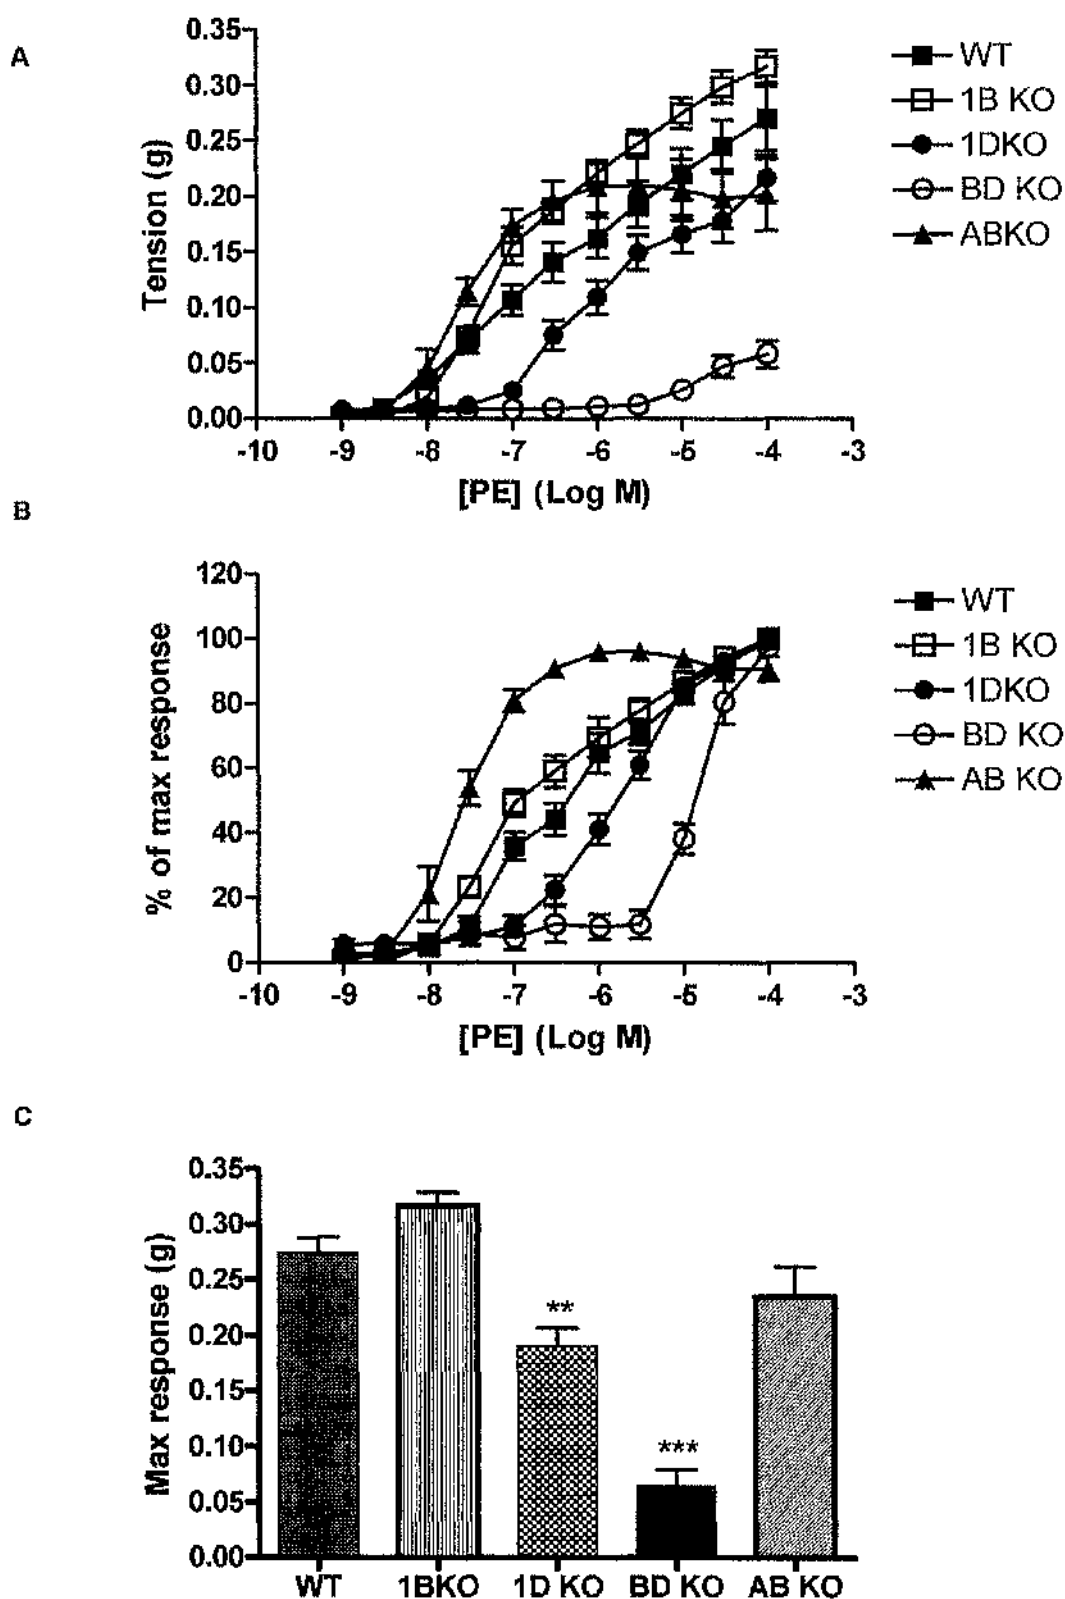 A
0.35
0.30
0.25
0.20
0.15
0.10
0.05
0.00
Tension (g)
-10 -9 -8 -7 -6 -5 -4 -3
[PE] (Log M)
WT
1B KO
1DKO
BD KO
ABKO
B
120
100
80
60
40
20
0
% of max response
-10 -9 -8 -7 -6 -5 -4 -3
[PE] (Log M)
WT
1B KO
1DKO
BD KO
AB KO
C
0.35
0.30
0.25
0.20
0.15
0.10
0.05
0.00
Max response (g)
**
***
WT 1BKO 1D KO BD KO AB KO